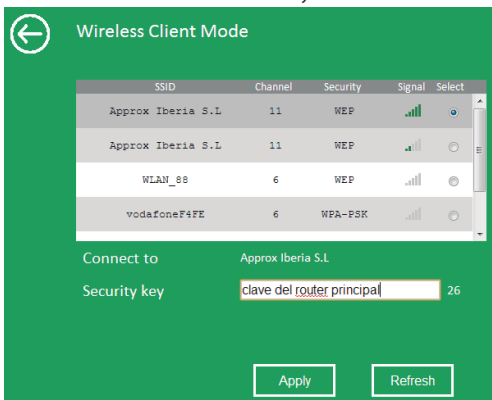 Wireless Client Mode
SSID Channel Security Signal Select
Approx Iberia S.L 11 WEP
Approx Iberia S.L 11 WEP
WLAN_88 6 WEP
vodafoneF4FE 6 WPA-PSK
Connect to Approx Iberia S.L
Security key clave del router principal 26
Apply Refresh